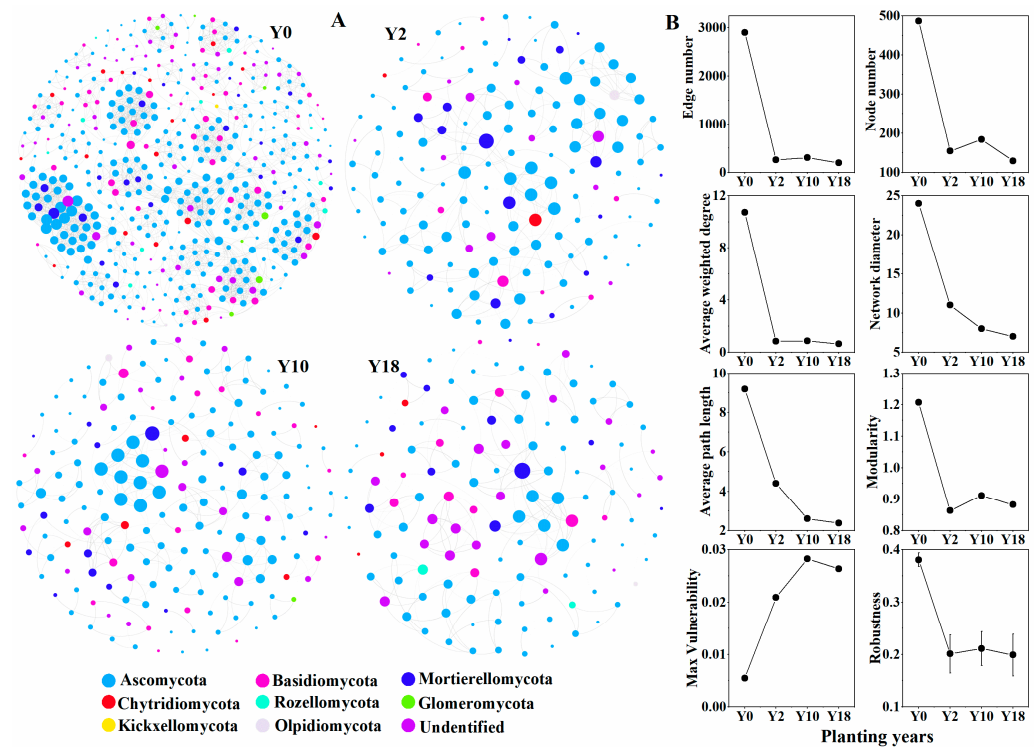 A
B
Y0
Y2
Y10
Y18
Ascomycota
Basidiomycota
Mortierellomycota
Chytridiomycota
Rozellomycota
Glomeromycota
Kickxellomycota
Olpidiomycota
Undentified
Edge number
3000
2000
1000
0
Y0 Y2 Y10 Y18
Node number
500
400
300
200
100
Y0 Y2 Y10 Y18
Average weighted degree
12
9
6
3
0
Y0 Y2 Y10 Y18
Network diameter
25
20
15
10
5
Y0 Y2 Y10 Y18
Average path length
10
8
6
4
2
Y0 Y2 Y10 Y18
Modularity
1.3
1.2
1.1
1.0
0.9
0.8
Y0 Y2 Y10 Y18
Max Vulnerability
0.03
0.02
0.01
0.00
Y0 Y2 Y10 Y18
Robustness
0.4
0.3
0.2
0.1
Y0 Y2 Y10 Y18
Planting years